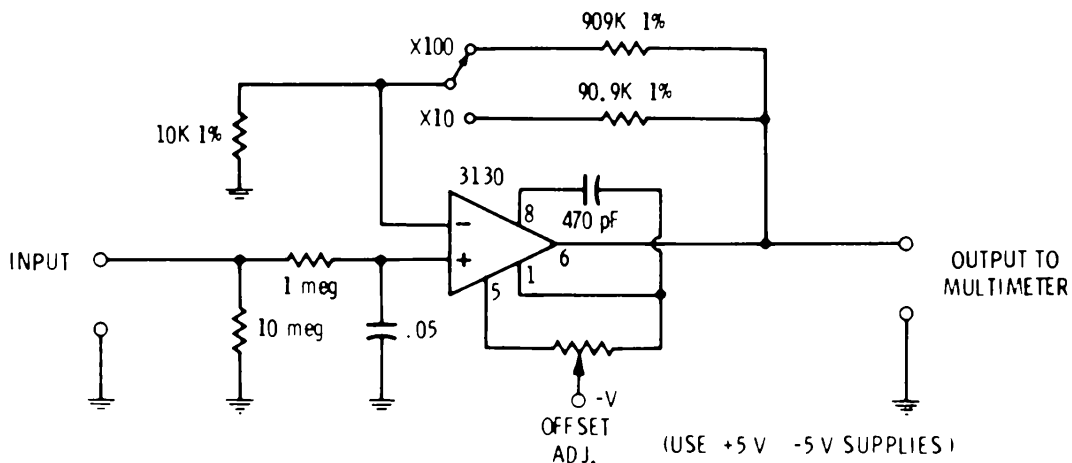 909K 1%
X100
90.9K 1%
X10
10K 1%
3130
8
470 pF
-
6
INPUT
+
1
OUTPUT TO
MULTIMETER
1 meg
5
10 meg
.05
-V
OFFSET
ADJ.
(USE +5 V -5 V SUPPLIES)